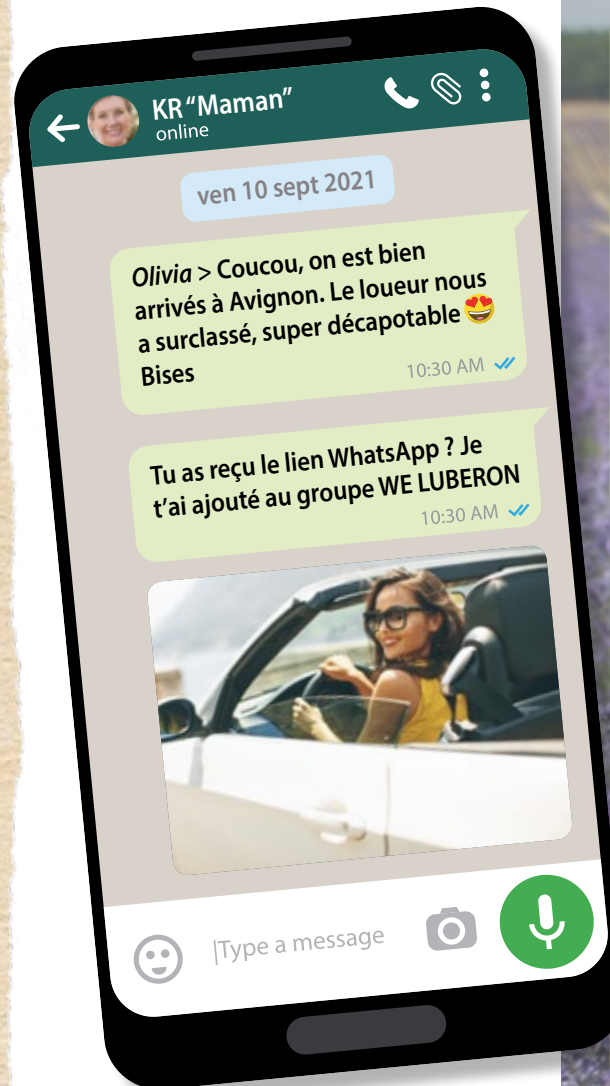 KR “Maman”
online
ven 10 sept 2021
Olivia > Coucou, on est bien
arrivés à Avignon. Le loueur nous
a surclassé, super décapotable 😍
Bises
10:30 AM
Tu as reçu le lien WhatsApp ? Je
t’ai ajouté au groupe WE LUBERON
10:30 AM
Type a message